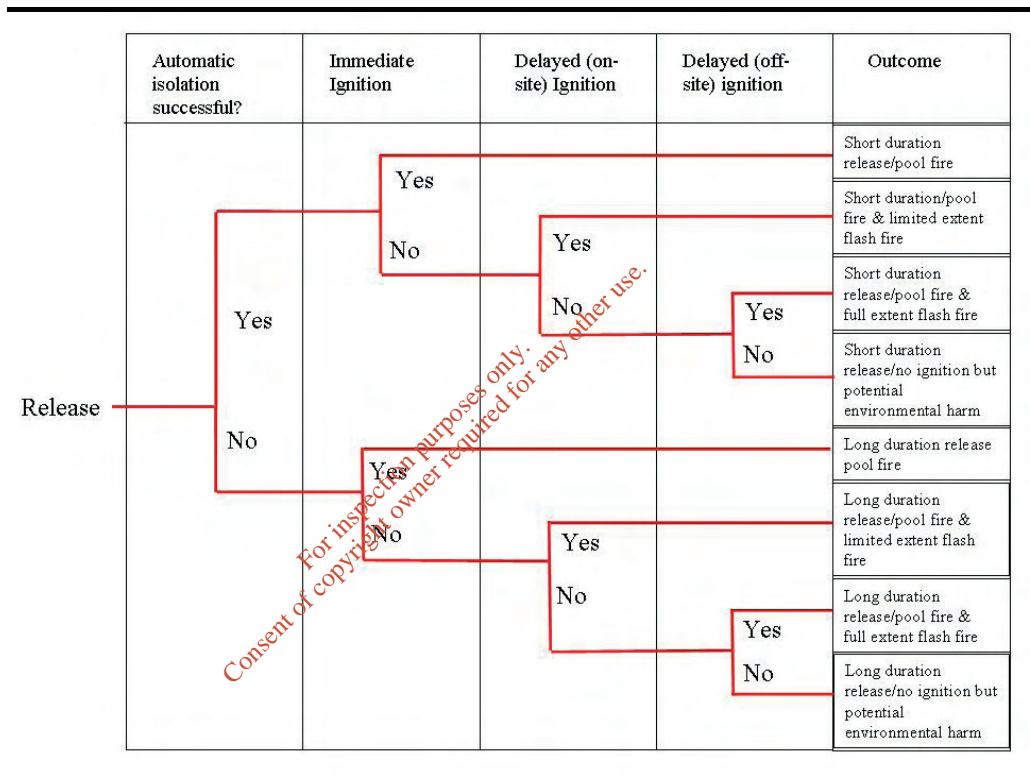 Automatic
isolation
successful?
Immediate
Ignition
Delayed (on-
site) Ignition
Delayed (off-
site) ignition
Outcome
Short duration
release/pool fire
Yes
Short duration/pool
fire & limited extent
flash fire
No
Yes
Short duration
release/pool fire &
full extent flash fire
No
Yes
Yes
No
Short duration
release/no ignition but
potential
environmental harm
Release
No
Long duration release
pool fire
Yes
Long duration
release/pool fire &
limited extent flash
fire
No
Yes
No
Long duration
release/pool fire &
full extent flash fire
Yes
No
Long duration
release/no ignition but
potential
environmental harm
For inspection purposes only.
Consent of copyright owner required for any other use.